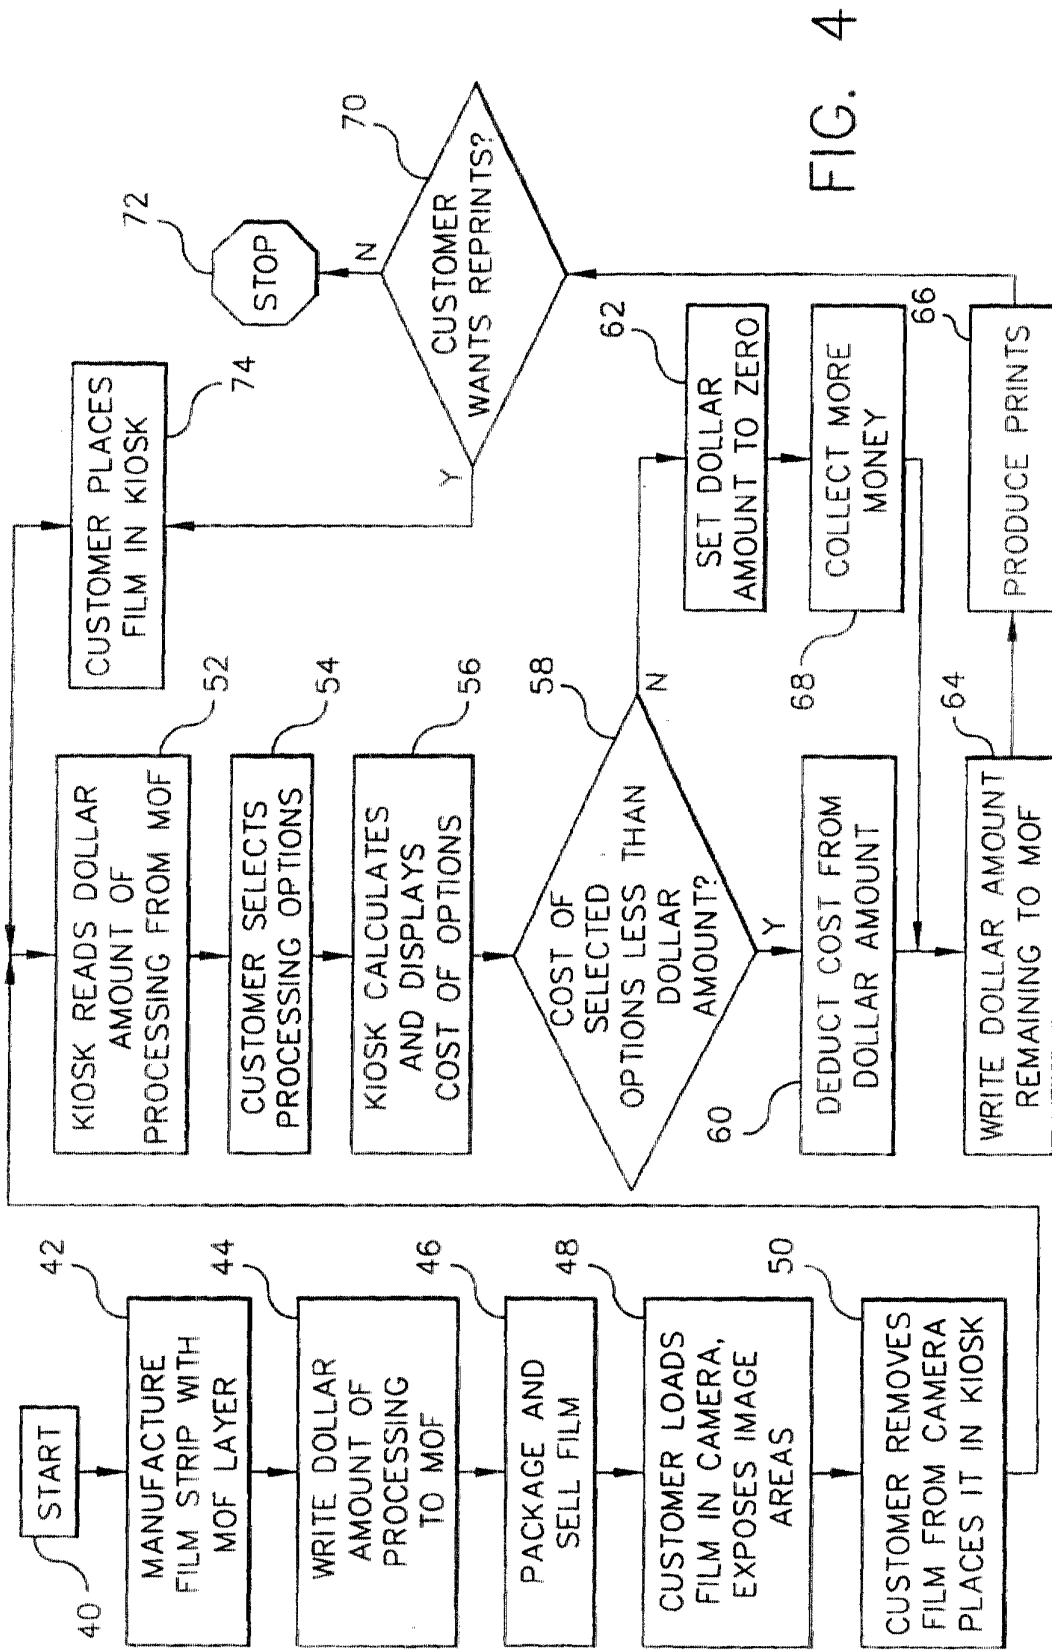 40
START
42
MANUFACTURE
FILM STRIP WITH
MOF LAYER
44
WRITE DOLLAR
AMOUNT OF
PROCESSING
TO MOF
46
PACKAGE AND
SELL FILM
48
CUSTOMER LOADS
FILM IN CAMERA,
EXPOSES IMAGE
AREAS
50
CUSTOMER REMOVES
FILM FROM CAMERA
PLACES IT IN KIOSK
52
KIOSK READS DOLLAR
AMOUNT OF
PROCESSING FROM MOF
54
CUSTOMER SELECTS
PROCESSING OPTIONS
56
KIOSK CALCULATES
AND DISPLAYS
COST OF OPTIONS
58
COST OF
SELECTED
OPTIONS LESS THAN
DOLLAR
AMOUNT?
Y
N
60
DEDUCT COST FROM
DOLLAR AMOUNT
62
SET DOLLAR
AMOUNT TO ZERO
68
COLLECT MORE
MONEY
64
WRITE DOLLAR AMOUNT
REMAINING TO MOF
66
PRODUCE PRINTS
70
CUSTOMER
WANTS REPRINTS?
Y
N
72
STOP
74
CUSTOMER PLACES
FILM IN KIOSK
FIG. 4